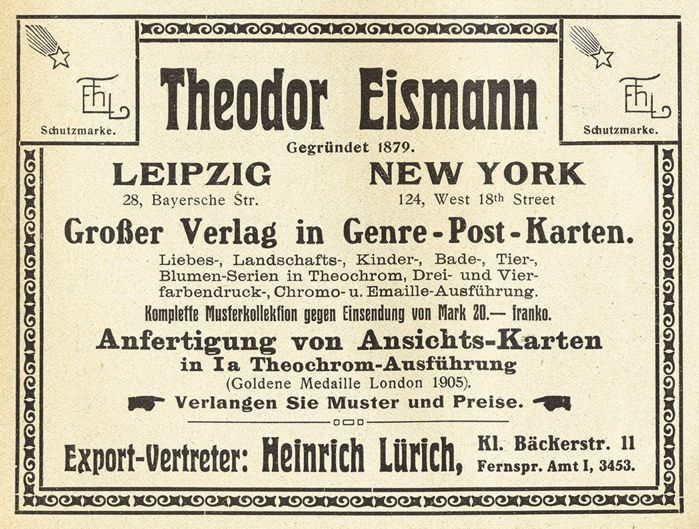 EThL
Schutzmarke.
Theodor Eismann
EThL
Schutzmarke.
Gegründet 1879.
LEIPZIG
28, Bayersche Str.
NEW YORK
124, West 18th Street
Großer Verlag in Genre-Post-Karten.
Liebes-, Landschafts-, Kinder-, Bade-, Tier-,
Blumen-Serien in Theochrom, Drei- und Vier-
farbendruck-, Chromo- u. Emaille-Ausführung.
Komplette Musterkollektion gegen Einsendung von Mark 20.— franko.
Anfertigung von Ansichts-Karten
in Ia Theochrom-Ausführung
(Goldene Medaille London 1905).
Verlangen Sie Muster und Preise.
Export-Vertreter: Heinrich Lürich,
Kl. Bäckerstr. 11
Fernspr. Amt I, 3453.